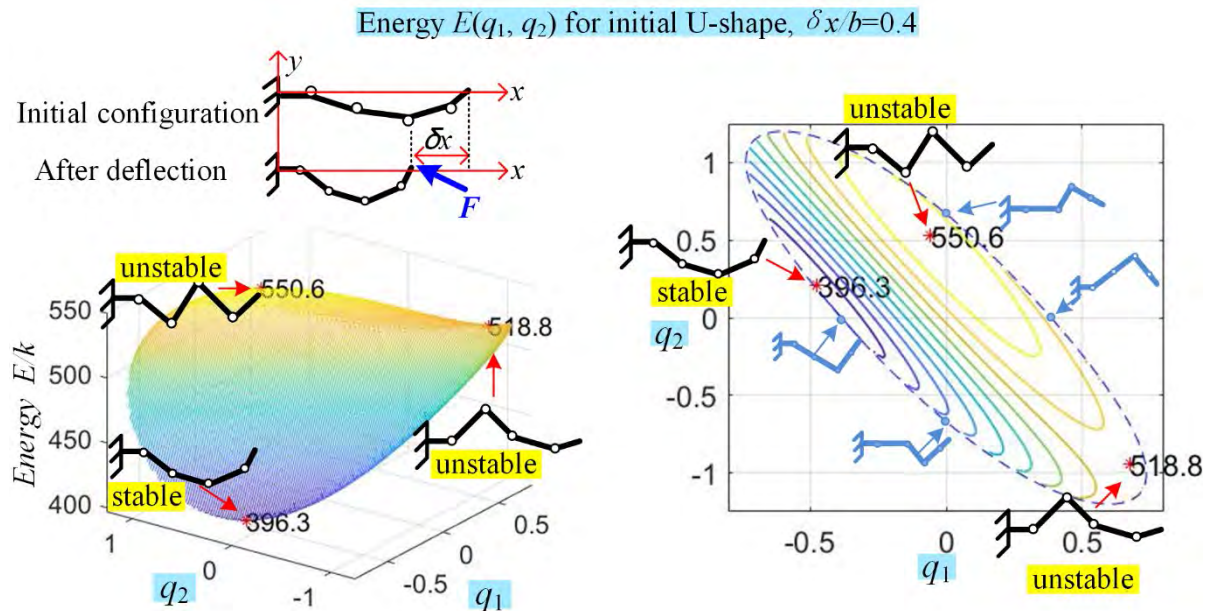 Energy E(q1, q2) for initial U-shape, δx/b=0.4
y
x
Initial configuration
δx
After deflection
x
F
unstable
550.6
518.8
550
500
450
400
Energy E/k
stable
396.3
unstable
1
0
-1
q2
-0.5
0
0.5
q1
unstable
1
0.5
0
-0.5
-1
q2
550.6
stable
396.3
518.8
-0.5
0
0.5
q1
unstable